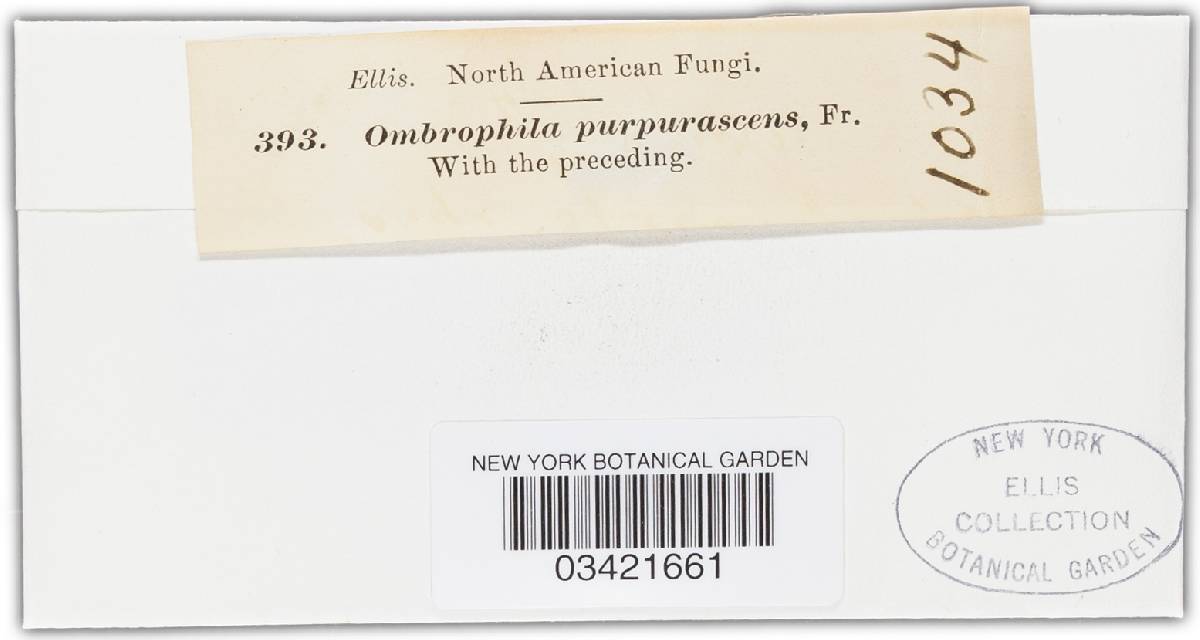 Ellis. North American Fungi.
393. Ombrophila purpurascens, Fr.
With the preceding.
1034
NEW YORK BOTANICAL GARDEN
03421661
NEW YORK
ELLIS
COLLECTION
BOTANICAL GARDEN